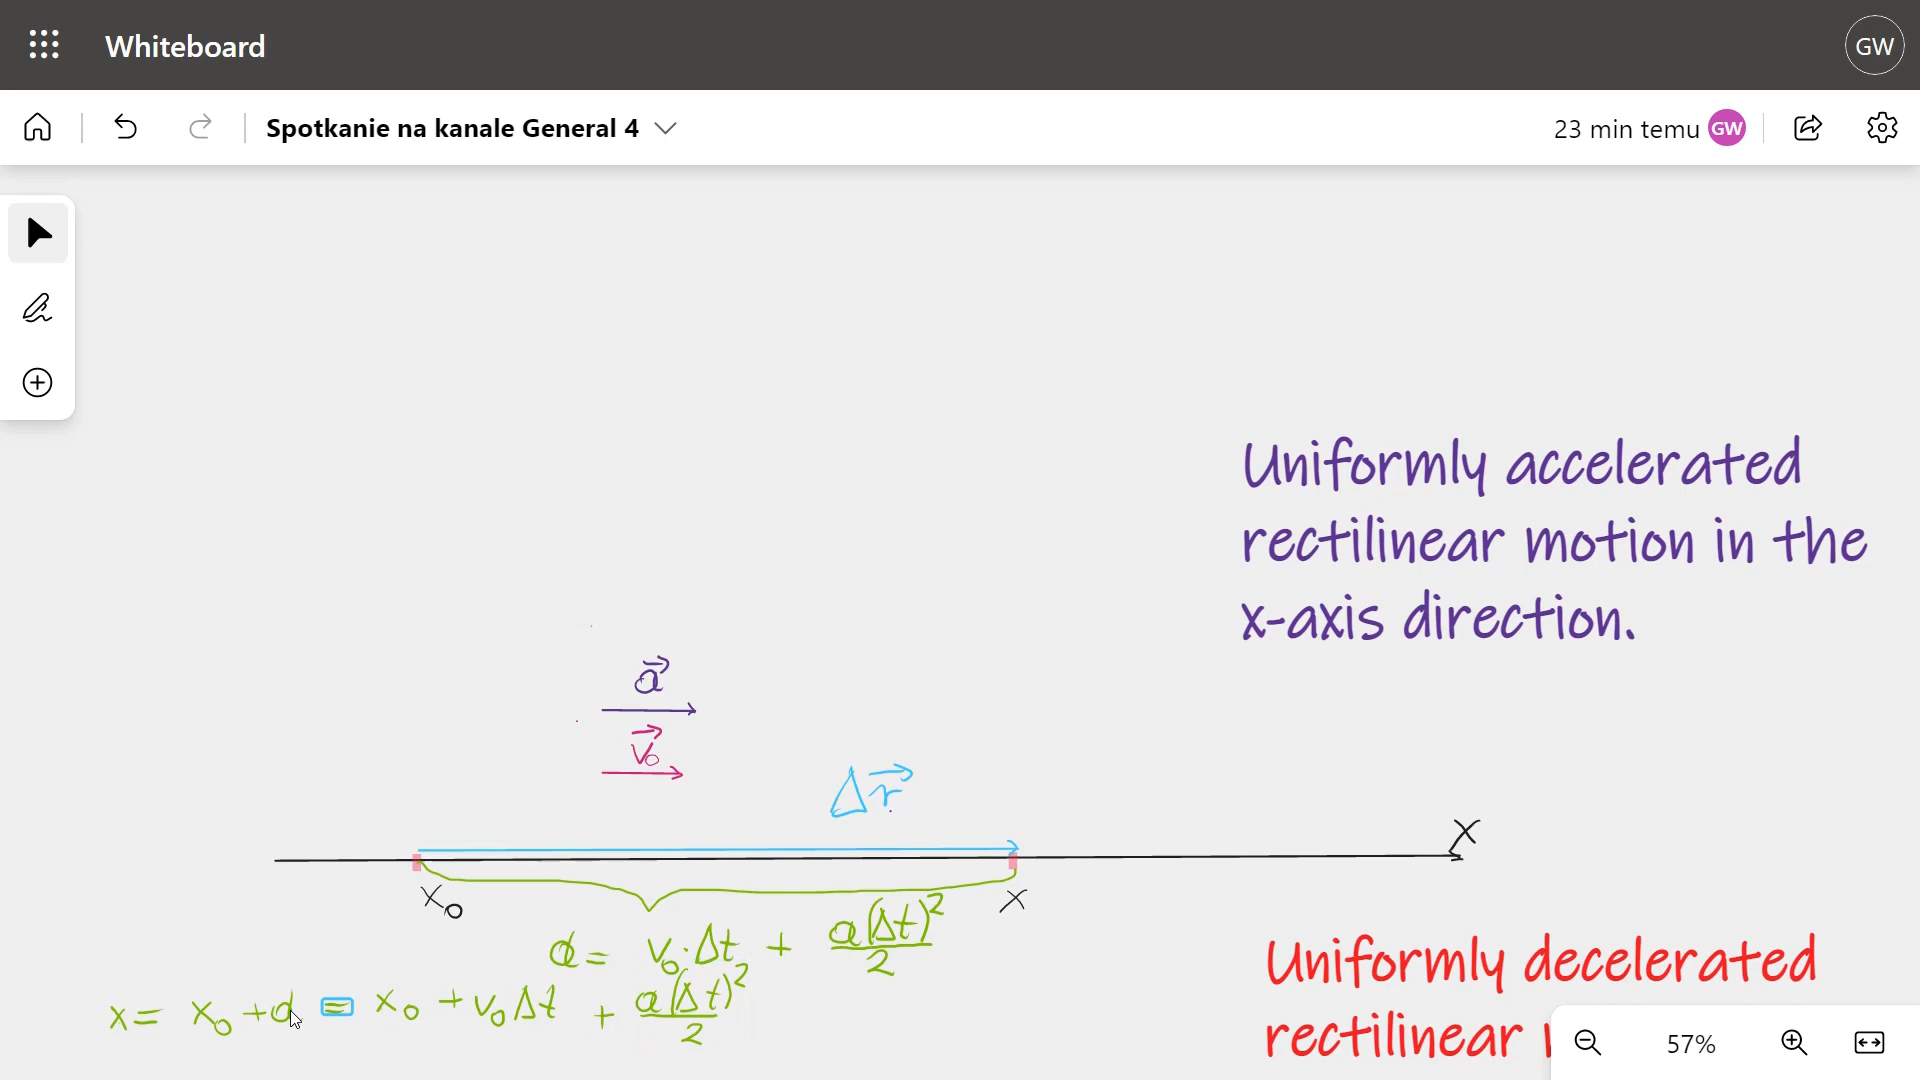 Whiteboard
GW
Spotkanie na kanale General 4
23 min temu GW
Uniformly accelerated
rectilinear motion in the
x-axis direction.
a⃗
v⃗₀
Δr⃗
x
x₀
x
d = v₀·Δt + a(Δt)²/2
x = x₀ + d = x₀ + v₀Δt + a(Δt)²/2
Uniformly decelerated
rectilinear
57%